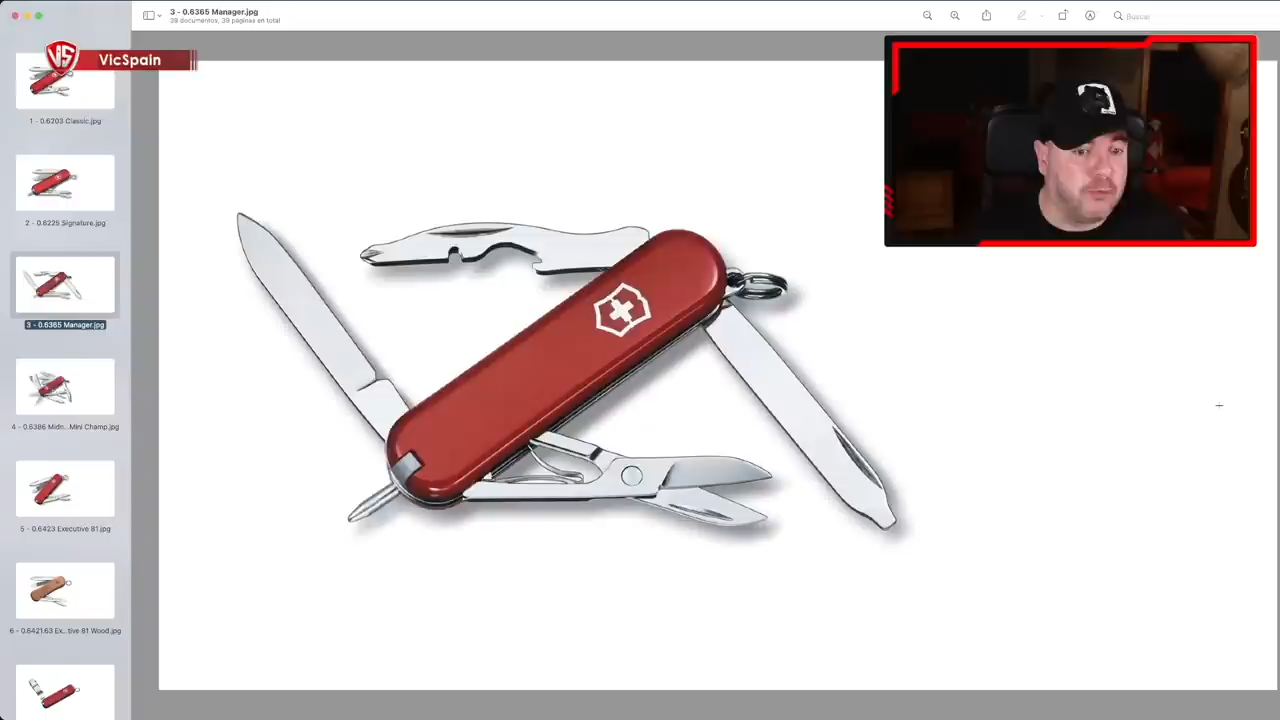 3 - 0.6365 Manager.jpg
39 documentos, 39 páginas en total
Buscar
VS
VicSpain
1 - 0.6203 Classic.jpg
2 - 0.6225 Signature.jpg
3 - 0.6365 Manager.jpg
4 - 0.6386 Midn...Mini Champ.jpg
5 - 0.6423 Executive 81.jpg
6 - 0.6421.63 Ex...tive 81 Wood.jpg